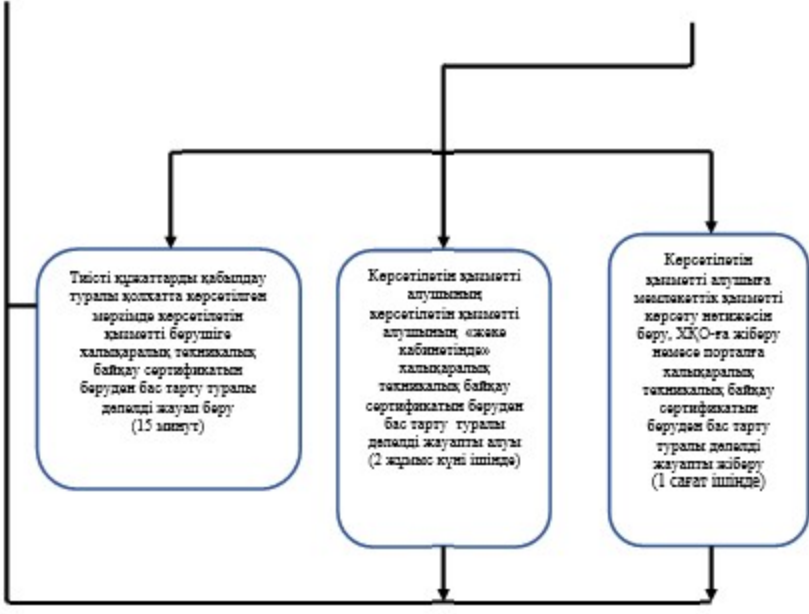 Тиісті құжаттарды қабылдау
туралы қолхатта көрсетілген
мерзімде көрсетілетін
қызметті берушіге
халықаралық техникалық
байқау сертификатын
беруден бас тарту туралы
дәлелді жауап беру
(15 минут)
Көрсетілетін қызметті
алушының
көрсетілетін қызметті
алушының «жеке
кабинетінде»
халықаралық
техникалық байқау
сертификатын беруден
бас тарту туралы
дәлелді жауапты алуы
(2 жұмыс күні ішінде)
Көрсетілетін
қызметті алушыға
мемлекеттік қызметті
көрсету нәтижесін
беру, ХҚО-ға жіберу
немесе порталға
халықаралық
техникалық байқау
сертификатын
беруден бас тарту
туралы дәлелді
жауапты жіберу
(1 сағат ішінде)